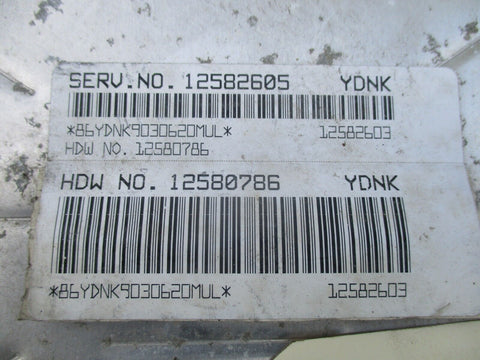 SERV.NO. 12582605 YDNK
*86YDNK9030620MUL* 12582603
HDW NO. 12580786
HDW NO. 12580786 YDNK
*86YDNK9030620MUL* 12582603